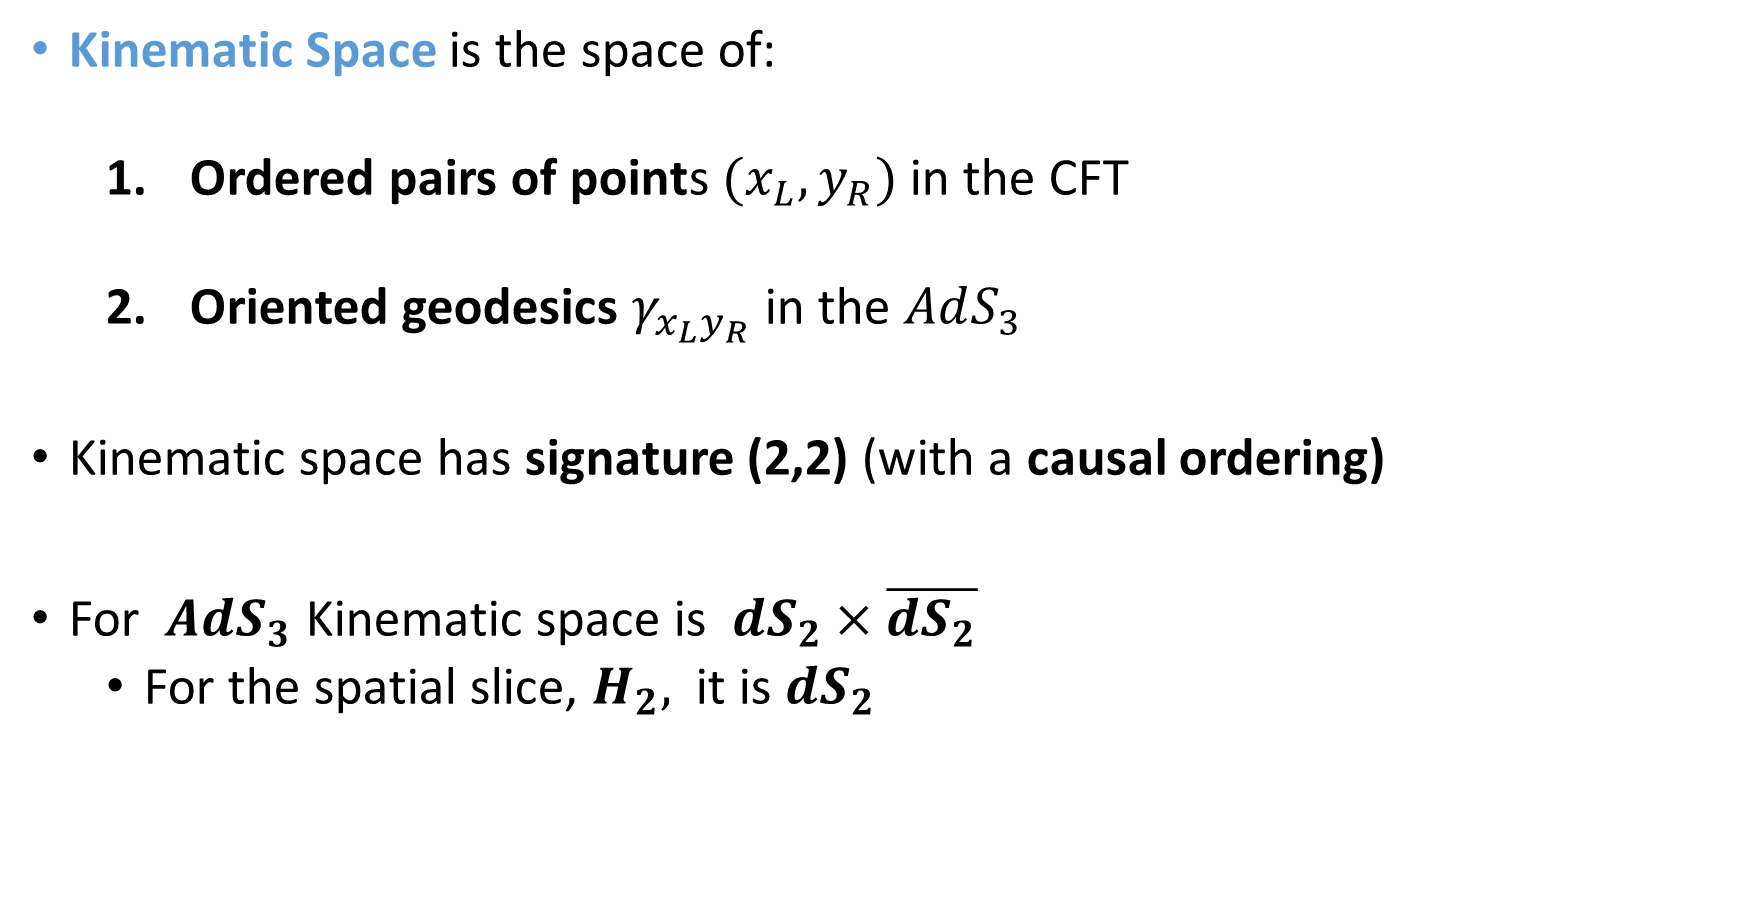 • Kinematic Space is the space of:
1. Ordered pairs of points (x_L, y_R) in the CFT
2. Oriented geodesics γ_{x_L y_R} in the AdS_3
• Kinematic space has signature (2,2) (with a causal ordering)
• For AdS_3 Kinematic space is dS_2 × \overline{dS_2}
• For the spatial slice, H_2, it is dS_2